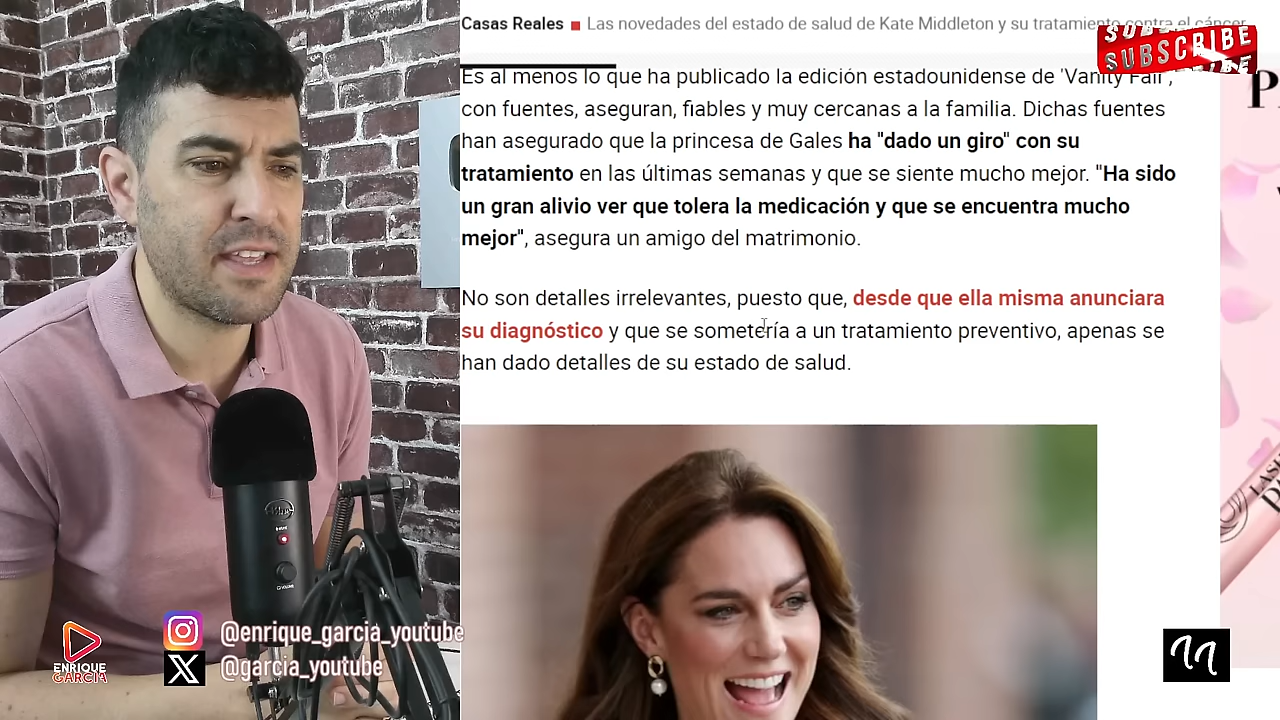 Casas Reales ■ Las novedades del estado de salud de Kate Middleton y su tratamiento contra el cáncer
SUBSCRIBE
Es al menos lo que ha publicado la edición estadounidense de 'Vanity Fair',
con fuentes, aseguran, fiables y muy cercanas a la familia. Dichas fuentes
han asegurado que la princesa de Gales ha "dado un giro" con su
tratamiento en las últimas semanas y que se siente mucho mejor. "Ha sido
un gran alivio ver que tolera la medicación y que se encuentra mucho
mejor", asegura un amigo del matrimonio.
No son detalles irrelevantes, puesto que, desde que ella misma anunciara
su diagnóstico y que se sometería a un tratamiento preventivo, apenas se
han dado detalles de su estado de salud.
@enrique_garcia_youtube
@garcia_youtube
ENRIQUE
GARCIA